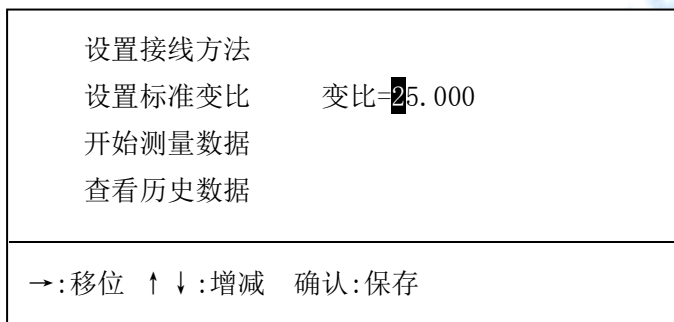 设置接线方法
设置标准变比 变比=25.000
开始测量数据
查看历史数据
→:移位 ↑↓:增减 确认:保存